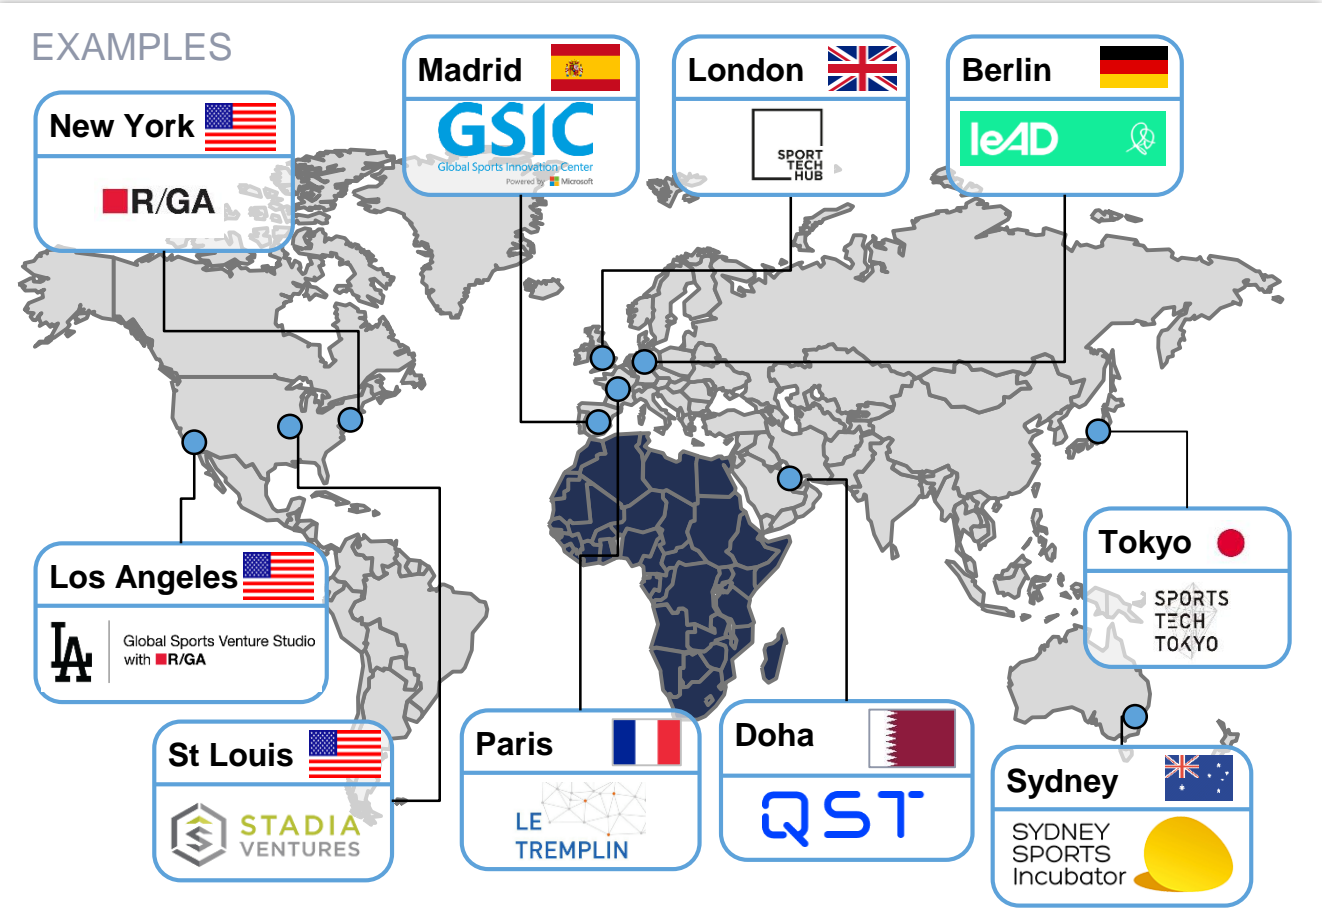 EXAMPLES
Madrid
GSIC
Global Sports Innovation Center
Powered by Microsoft
London
SPORT
TECH
HUB
Berlin
leAD
New York
R/GA
Los Angeles
LA
Global Sports Venture Studio
with R/GA
Tokyo
SPORTS
TECH
TOKYO
St Louis
STADIA
VENTURES
Paris
LE
TREMPLIN
Doha
QST
Sydney
SYDNEY
SPORTS
Incubator